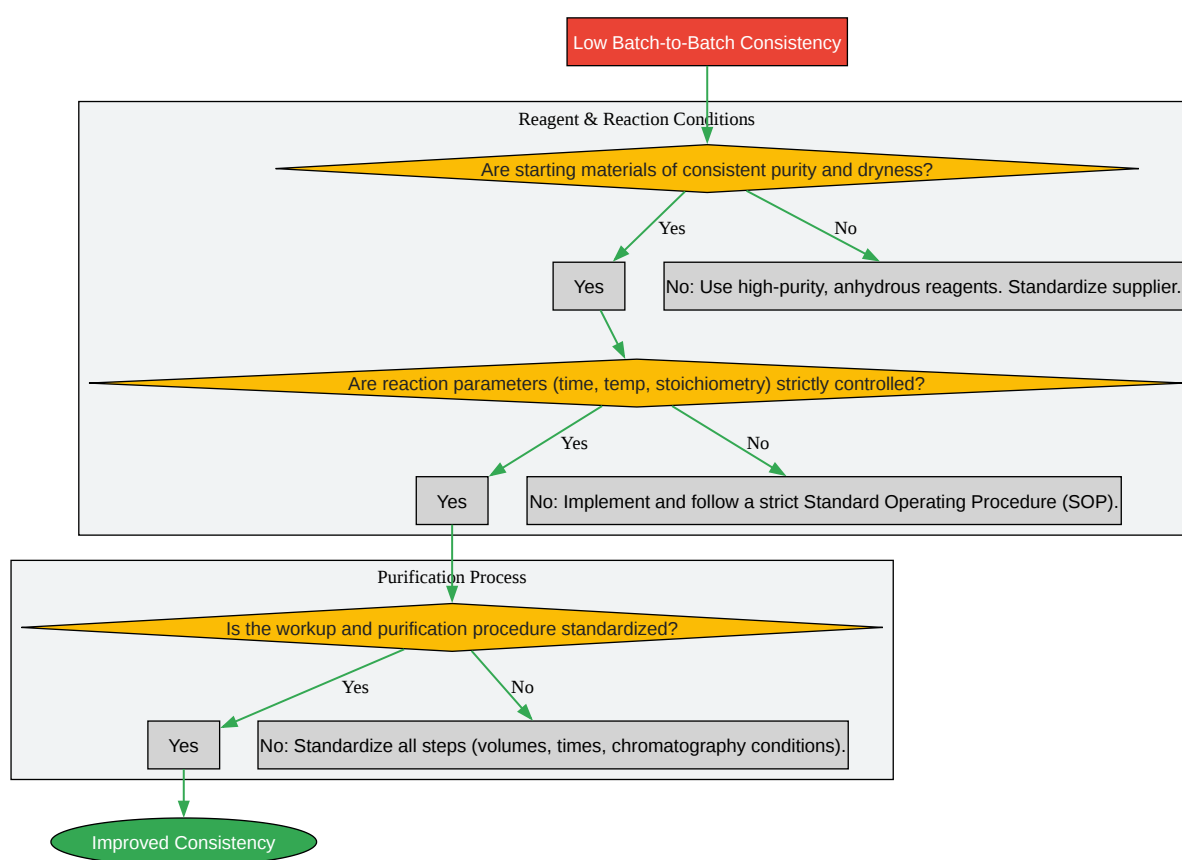 Low Batch-to-Batch Consistency
Reagent & Reaction Conditions
Are starting materials of consistent purity and dryness?
Yes
No
Yes
No: Use high-purity, anhydrous reagents. Standardize supplier.
Are reaction parameters (time, temp, stoichiometry) strictly controlled?
Yes
No
Yes
No: Implement and follow a strict Standard Operating Procedure (SOP).
Purification Process
Is the workup and purification procedure standardized?
Yes
No
Yes
No: Standardize all steps (volumes, times, chromatography conditions).
Improved Consistency